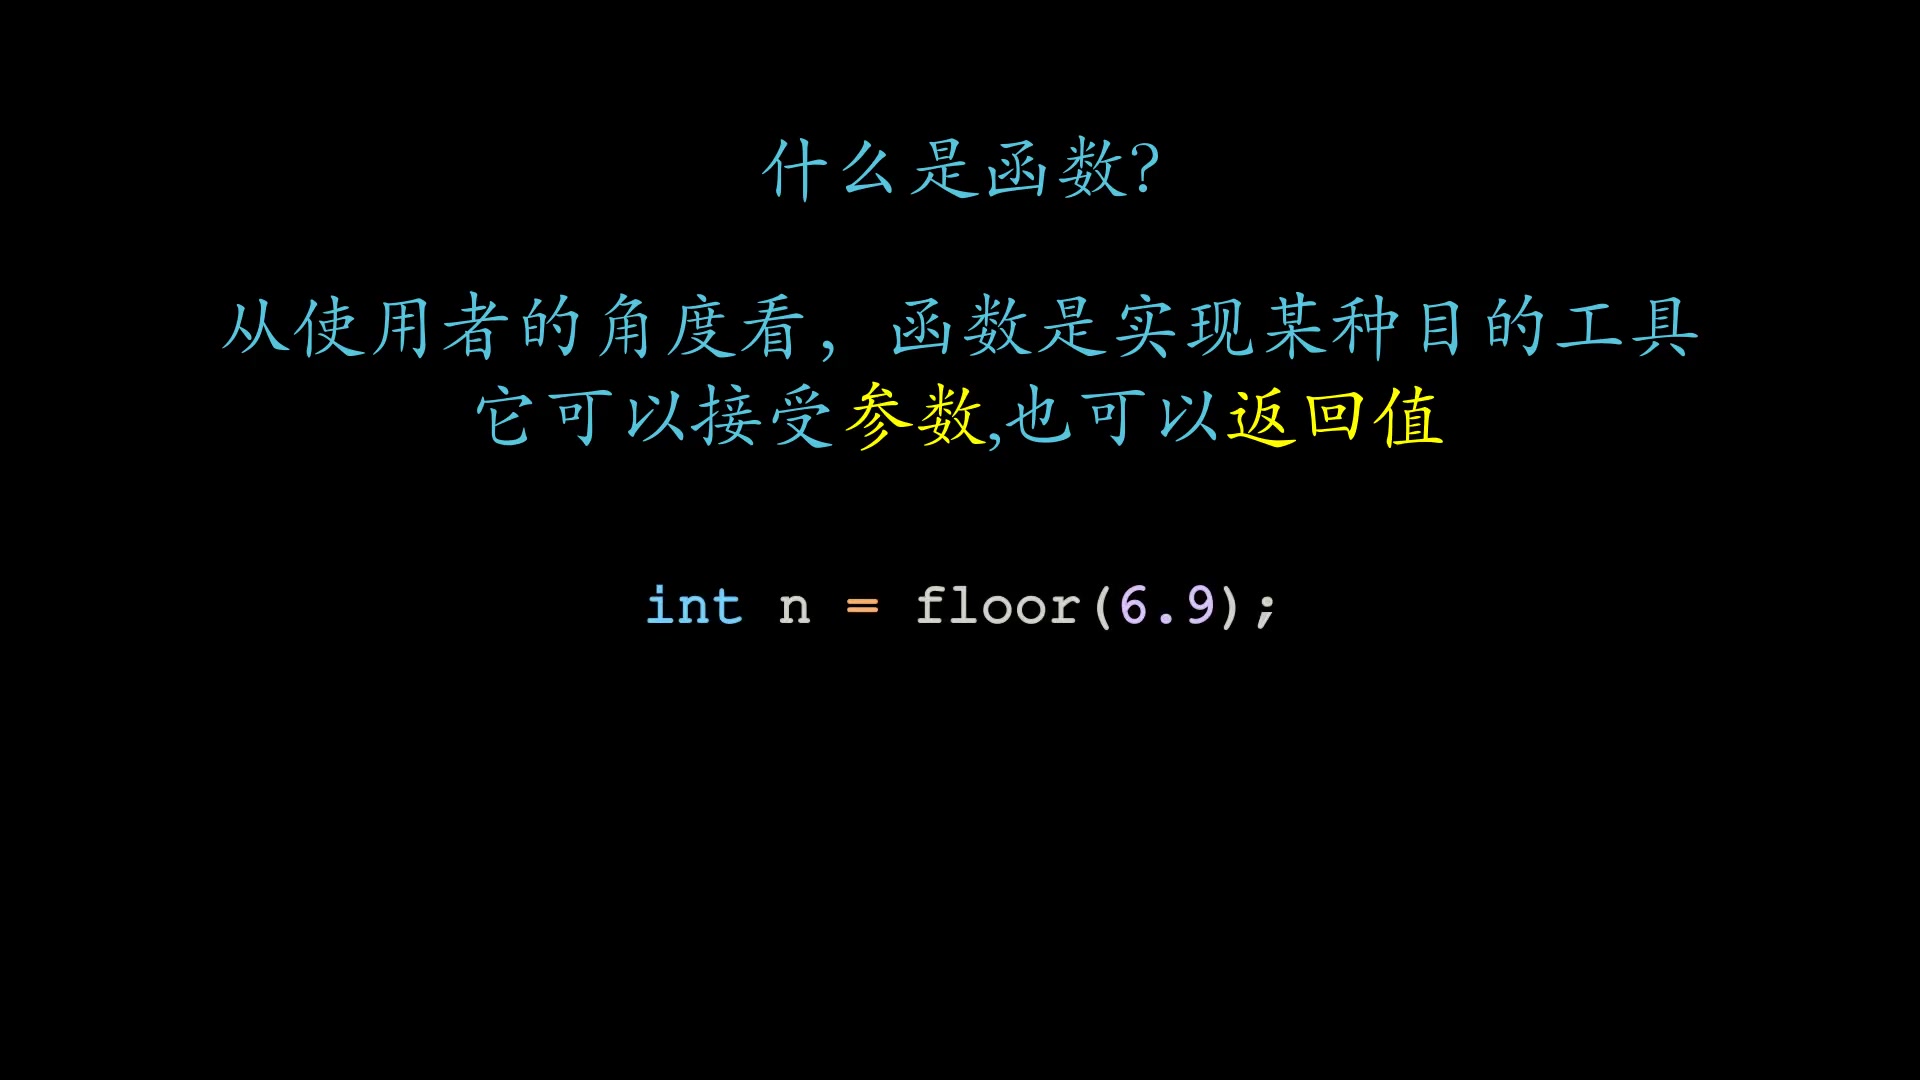 什么是函数?
从使用者的角度看，函数是实现某种目的工具
它可以接受参数,也可以返回值
int n = floor(6.9);